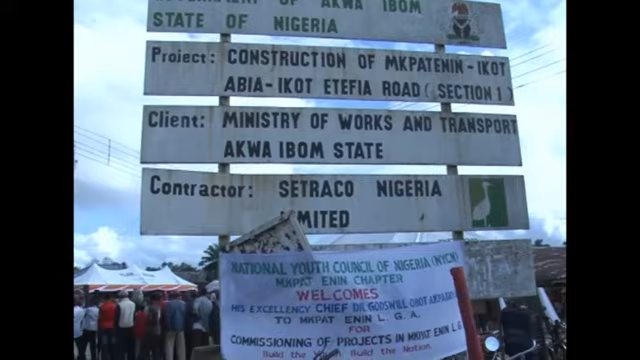 GOVERNMENT OF AKWA IBOM
STATE OF NIGERIA
Project: CONSTRUCTION OF MKPATENIN-IKOT
ABIA-IKOT ETEFIA ROAD (SECTION 1)
Client: MINISTRY OF WORKS AND TRANSPORT
AKWA IBOM STATE
Contractor: SETRACO NIGERIA
LIMITED
NATIONAL YOUTH COUNCIL OF NIGERIA (NYCN)
MKPAT ENIN CHAPTER
WELCOMES
HIS EXCELLENCY CHIEF DR. GODSWILL OBOT AKPABIO
TO MKPAT ENIN L.G.A.
FOR
COMMISSIONING OF PROJECTS IN MKPAT ENIN L.G
Build the Youth Build the Nation.